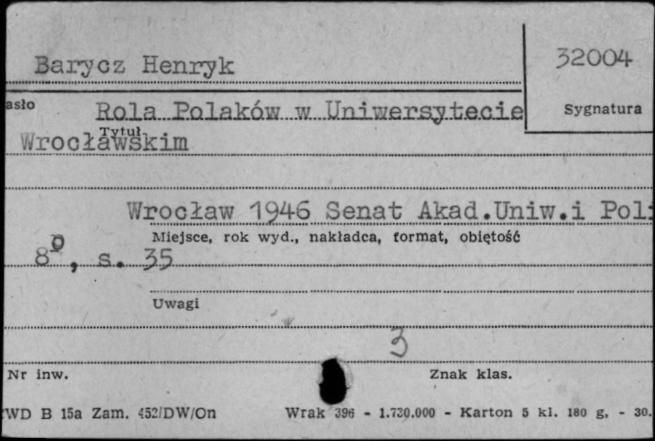 Barycz Henryk
32004
asło
Rola Polaków w Uniwersytecie
Sygnatura
Tytuł
Wrocławskim
Wrocław 1946 Senat Akad.Uniw.i Poli
Miejsce, rok wyd., nakładca, format, objętość
8º, s. 35
Uwagi
3
Nr inw.
Znak klas.
WD B 15a Zam. 452/DW/On Wrak 396 - 1.730.000 - Karton 5 kl. 180 g, - 30.